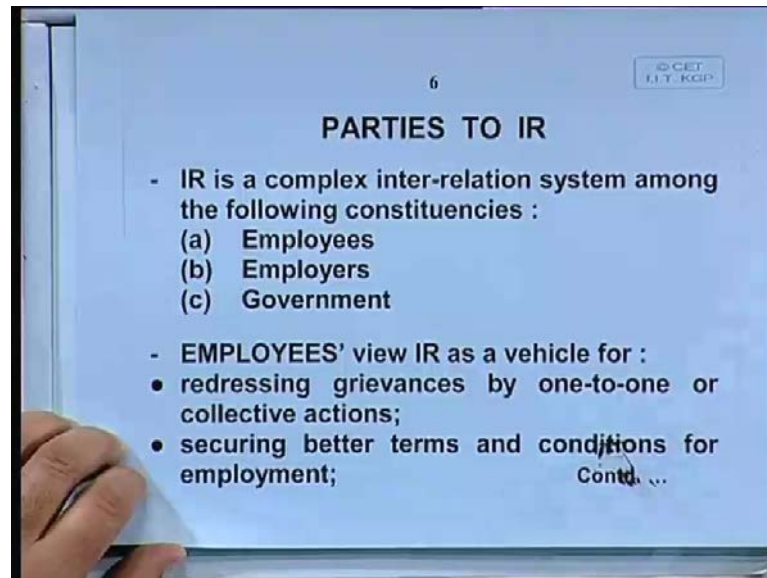 © CET
I.I.T. KGP
6
PARTIES TO IR
- IR is a complex inter-relation system among
the following constituencies :
(a) Employees
(b) Employers
(c) Government
- EMPLOYEES' view IR as a vehicle for :
• redressing grievances by one-to-one or
collective actions;
• securing better terms and conditions for
employment;
Contd. ...